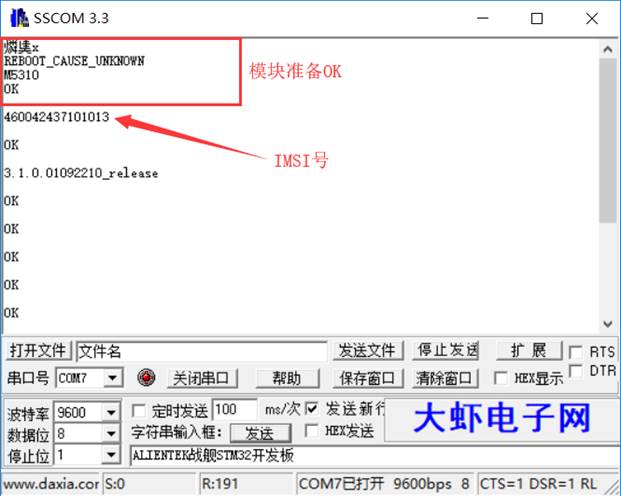 SSCOM 3.3
REBOOT_CAUSE_UNKNOWN
M5310
OK
模块准备OK
460042437101013
OK
IMSI号
3.1.0.01092210_release
OK
OK
OK
OK
OK
打开文件 文件名 发送文件 停止发送 扩 展 RTS
串口号 COM7 关闭串口 帮助 保存窗口 清除窗口 HEX显示 DTR
波特率 9600 定时发送 100 ms/次 发送新行
数据位 8 字符串输入框: 发送 HEX发送
大虾电子网
停止位 1 ALIENTEK战舰STM32开发板
www.daxia.cor S:0 R:191 COM7已打开 9600bps 8 CTS=1 DSR=1 RL